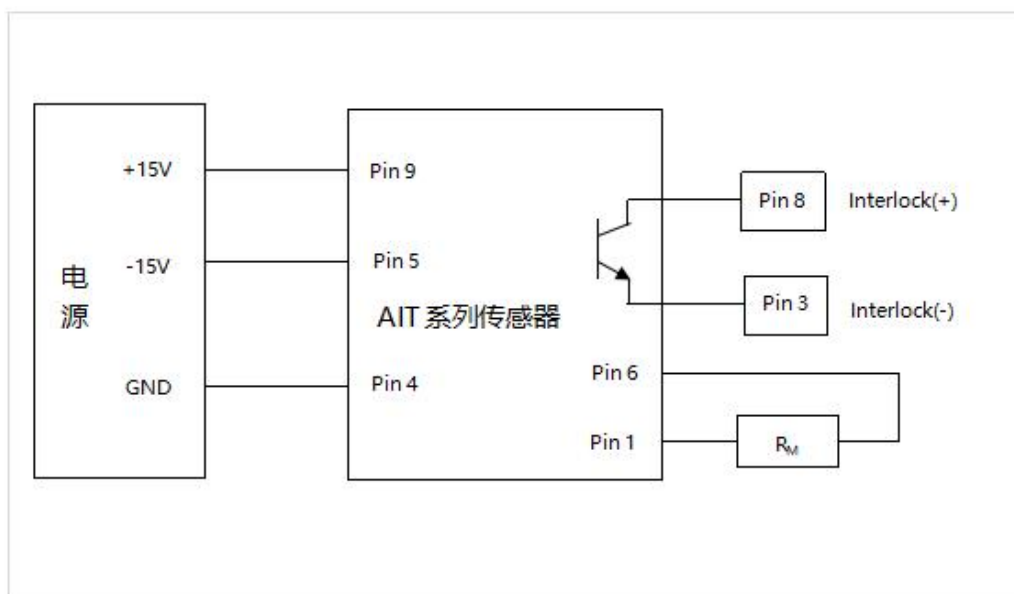 +15V
Pin 9
Pin 8
Interlock(+)
-15V
Pin 5
电
源
AIT 系列传感器
Pin 3
Interlock(-)
GND
Pin 4
Pin 6
Pin 1
RM